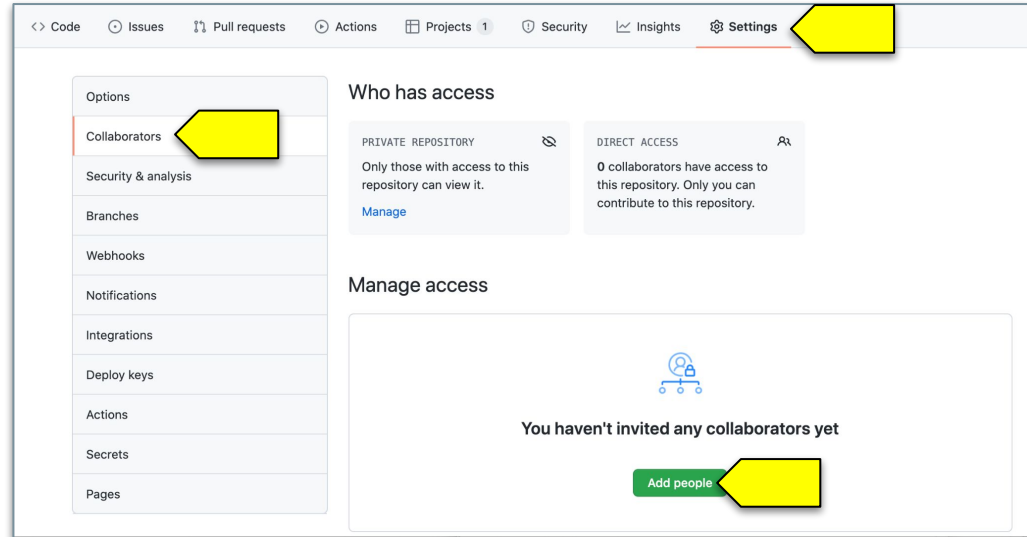 <> Code Issues Pull requests Actions Projects 1 Security Insights Settings
Options
Collaborators
Security & analysis
Branches
Webhooks
Notifications
Integrations
Deploy keys
Actions
Secrets
Pages
Who has access
PRIVATE REPOSITORY
Only those with access to this
repository can view it.
Manage
DIRECT ACCESS
0 collaborators have access to
this repository. Only you can
contribute to this repository.
Manage access
You haven't invited any collaborators yet
Add people